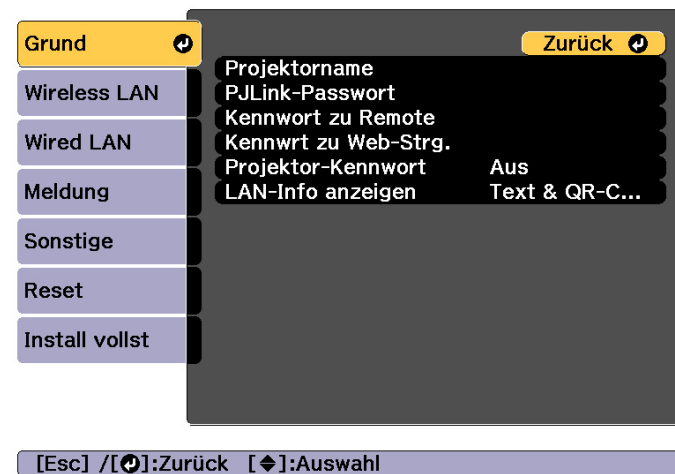 Grund
Zurück
Wireless LAN
Wired LAN
Meldung
Sonstige
Reset
Install vollst
Projektorname
PJLink-Passwort
Kennwort zu Remote
Kennwrt zu Web-Strg.
Projektor-Kennwort Aus
LAN-Info anzeigen Text & QR-C...
[Esc] /[]:Zurück []:Auswahl